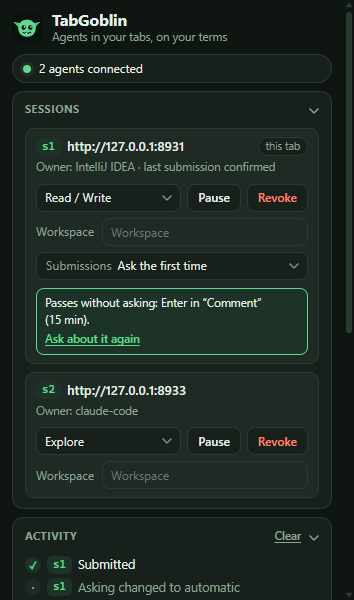 TabGoblin
Agents in your tabs, on your terms
2 agents connected
SESSIONS
s1 http://127.0.0.1:8931 this tab
Owner: IntelliJ IDEA · last submission confirmed
Read / Write Pause Revoke
Workspace Workspace
Submissions Ask the first time
Passes without asking: Enter in “Comment”
(15 min).
Ask about it again
s2 http://127.0.0.1:8933
Owner: claude-code
Explore Pause Revoke
Workspace Workspace
ACTIVITY Clear
✓ s1 Submitted
· s1 Asking changed to automatic